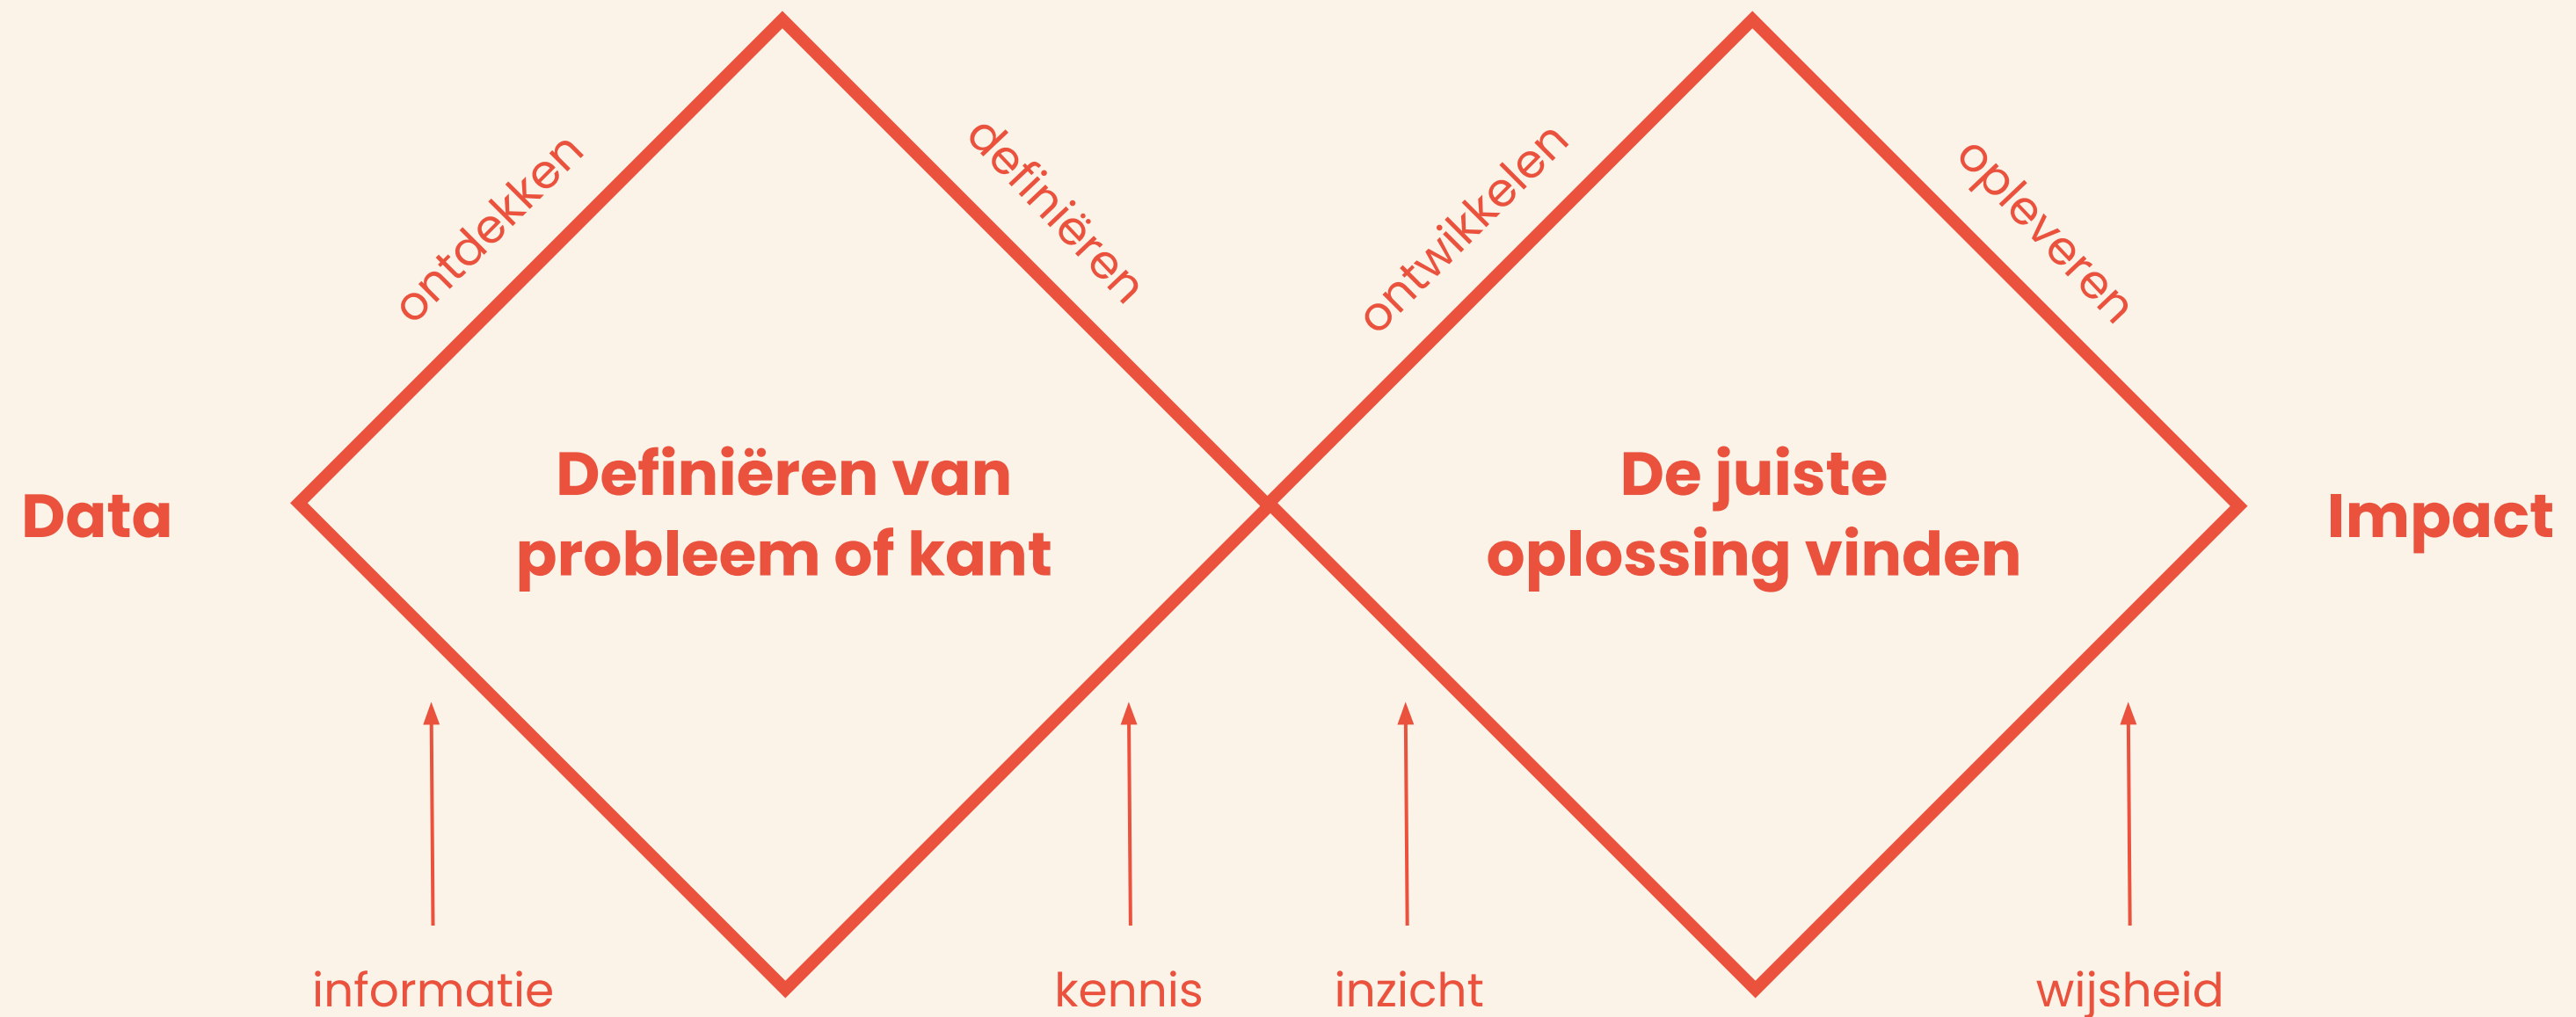 ontdekken
definiëren
ontwikkelen
opleveren
Data
Definiëren van
probleem of kant
De juiste
oplossing vinden
Impact
informatie
kennis
inzicht
wijsheid